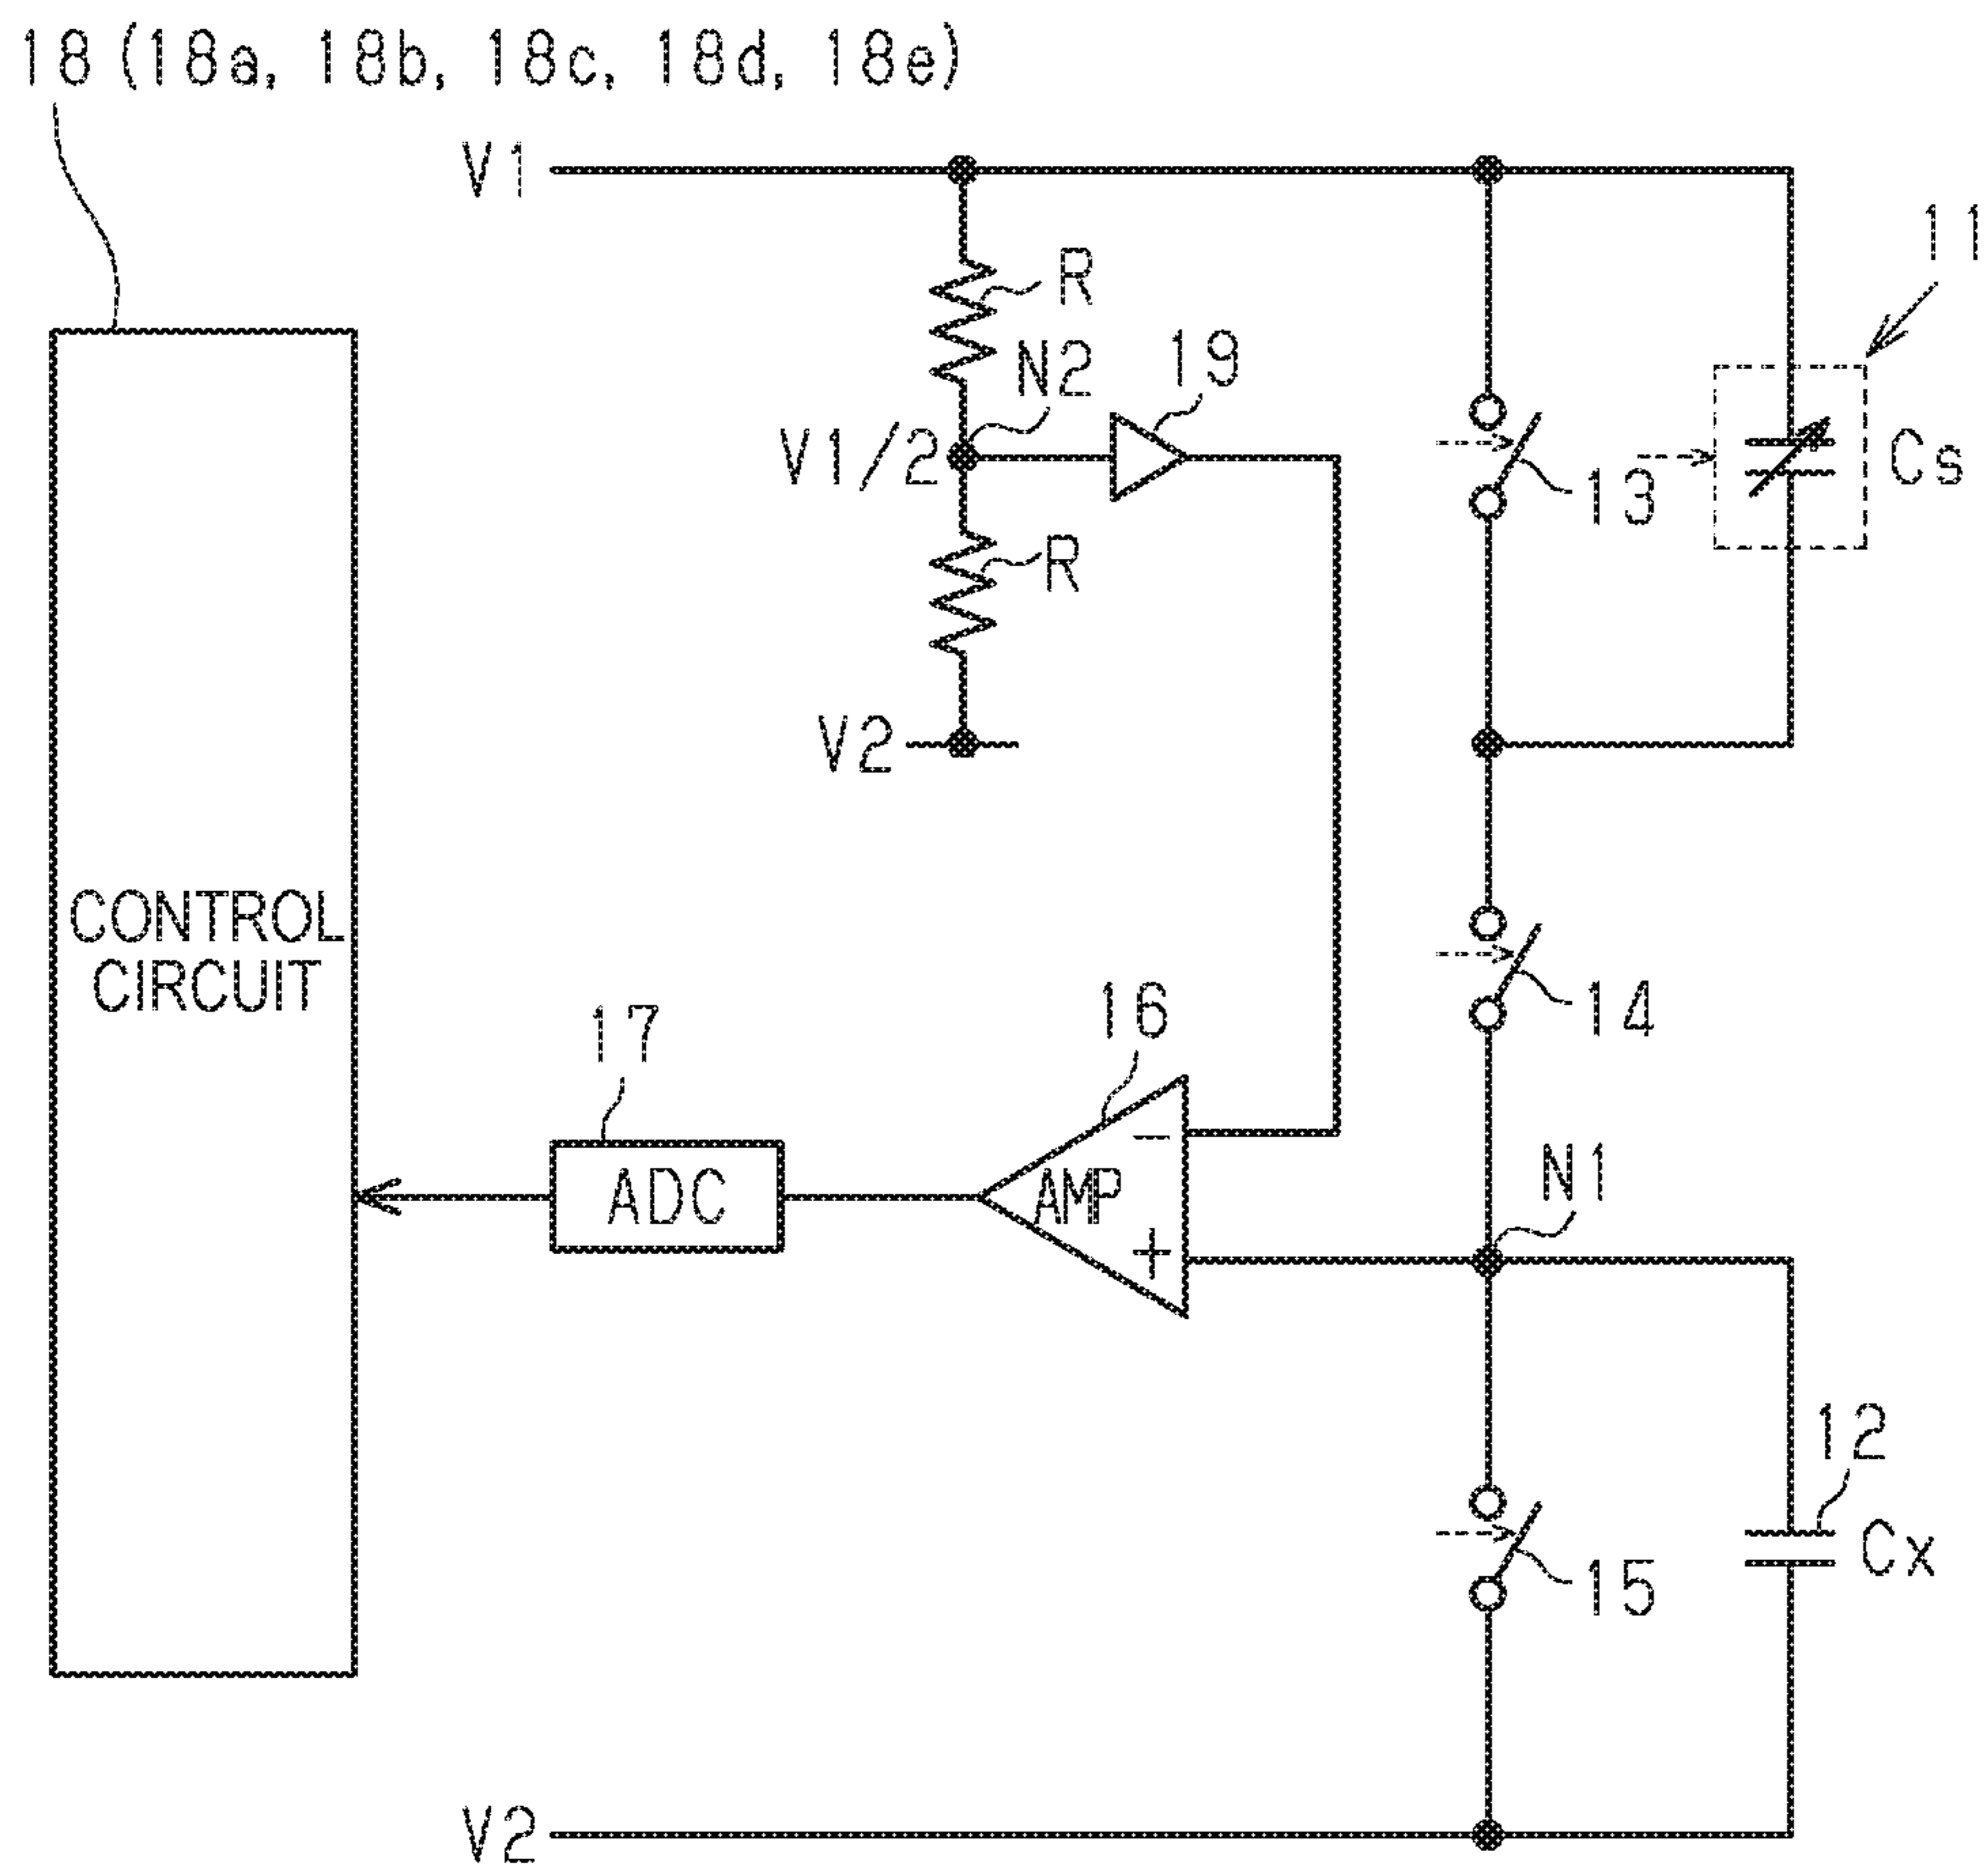 18 (18a, 18b, 18c, 18d, 18e)
V1
11
R
N2
19
V1/2
13
Cs
R
V2
CONTROL
CIRCUIT
14
16
17
−
AMP
+
ADC
N1
12
Cx
15
V2